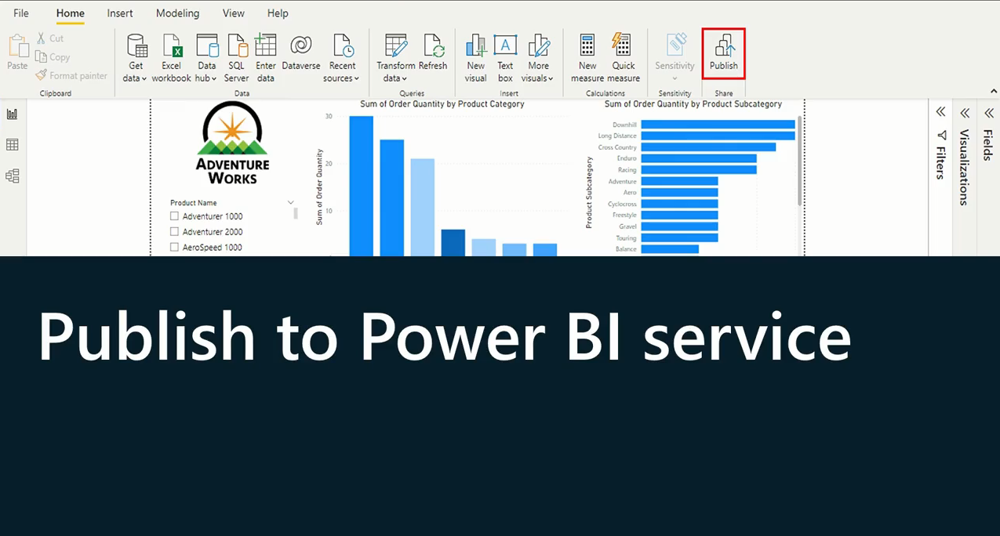 File Home Insert Modeling View Help
Paste
Cut
Copy
Format painter
Clipboard
Get data
Excel workbook
Data hub
SQL Server
Enter data
Dataverse
Recent sources
Data
Transform data
Refresh
Queries
New visual
Text box
More visuals
Insert
New measure
Quick measure
Calculations
Sensitivity
Sensitivity
Publish
Share
ADVENTURE
WORKS
Product Name
Adventurer 1000
Adventurer 2000
AeroSpeed 1000
Sum of Order Quantity by Product Category
Sum of Order Quantity
30
20
10
Sum of Order Quantity by Product Subcategory
Product Subcategory
Downhill
Long Distance
Cross Country
Enduro
Racing
Adventure
Aero
Cyclocross
Freestyle
Gravel
Touring
Balance
Filters
Visualizations
Fields
Publish to Power BI service